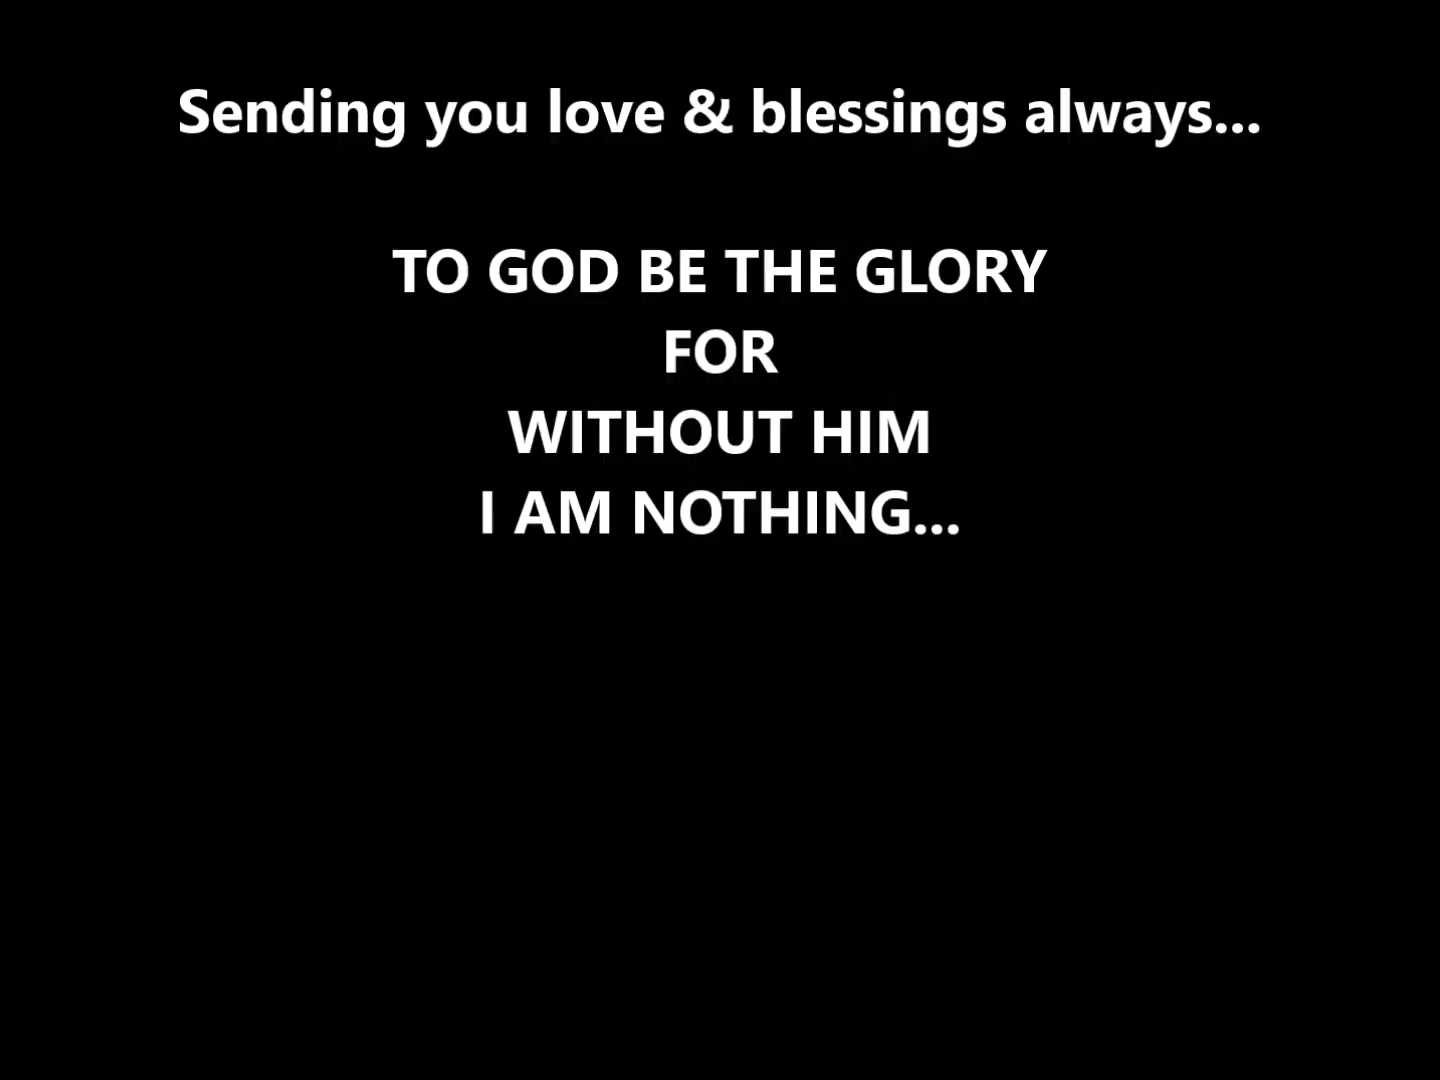 Sending you love & blessings always...
TO GOD BE THE GLORY
FOR
WITHOUT HIM
I AM NOTHING...